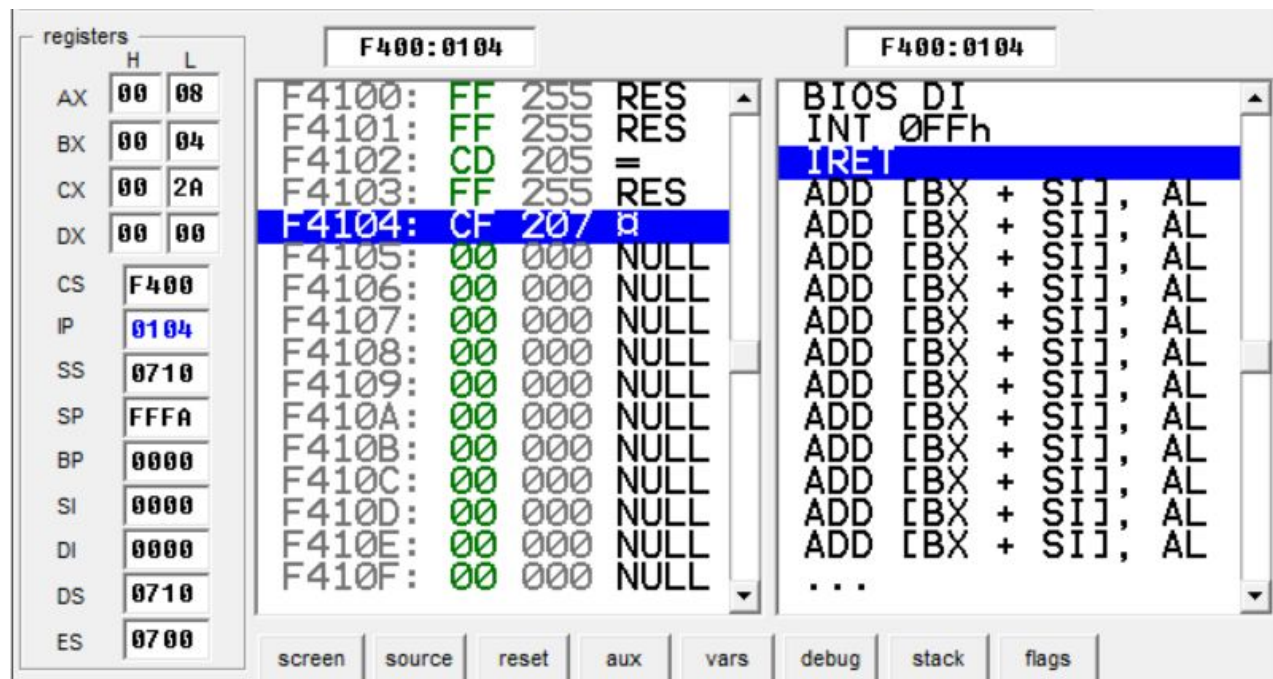 registers
H L
AX 00 08
BX 00 04
CX 00 2A
DX 00 00
CS F400
IP 0104
SS 0710
SP FFFA
BP 0000
SI 0000
DI 0000
DS 0710
ES 0700
F400:0104
F4100: FF 255 RES
F4101: FF 255 RES
F4102: CD 205 =
F4103: FF 255 RES
F4104: CF 207 ¤
F4105: 00 000 NULL
F4106: 00 000 NULL
F4107: 00 000 NULL
F4108: 00 000 NULL
F4109: 00 000 NULL
F410A: 00 000 NULL
F410B: 00 000 NULL
F410C: 00 000 NULL
F410D: 00 000 NULL
F410E: 00 000 NULL
F410F: 00 000 NULL
F400:0104
BIOS DI
INT 0FFh
IRET
ADD [BX + SI], AL
ADD [BX + SI], AL
ADD [BX + SI], AL
ADD [BX + SI], AL
ADD [BX + SI], AL
ADD [BX + SI], AL
ADD [BX + SI], AL
ADD [BX + SI], AL
ADD [BX + SI], AL
ADD [BX + SI], AL
ADD [BX + SI], AL
ADD [BX + SI], AL
...
screen source reset aux vars debug stack flags